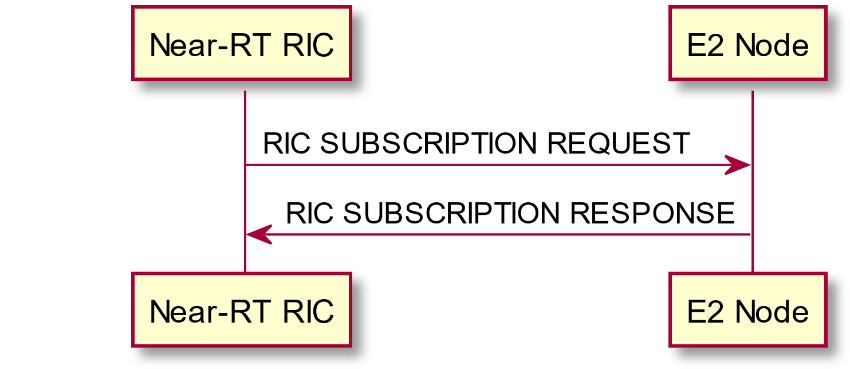 Near-RT RIC
E2 Node
RIC SUBSCRIPTION REQUEST
RIC SUBSCRIPTION RESPONSE
Near-RT RIC
E2 Node